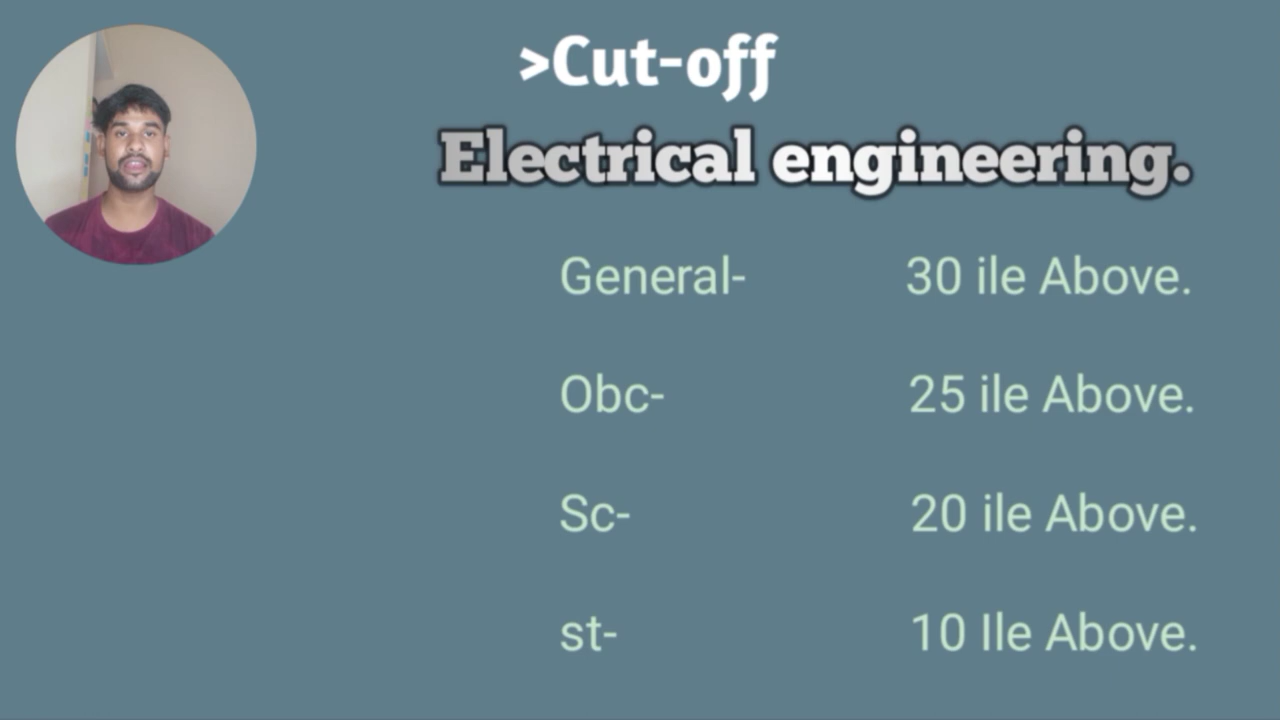 >Cut-off
Electrical engineering.
General- 30 ile Above.
Obc- 25 ile Above.
Sc- 20 ile Above.
st- 10 Ile Above.